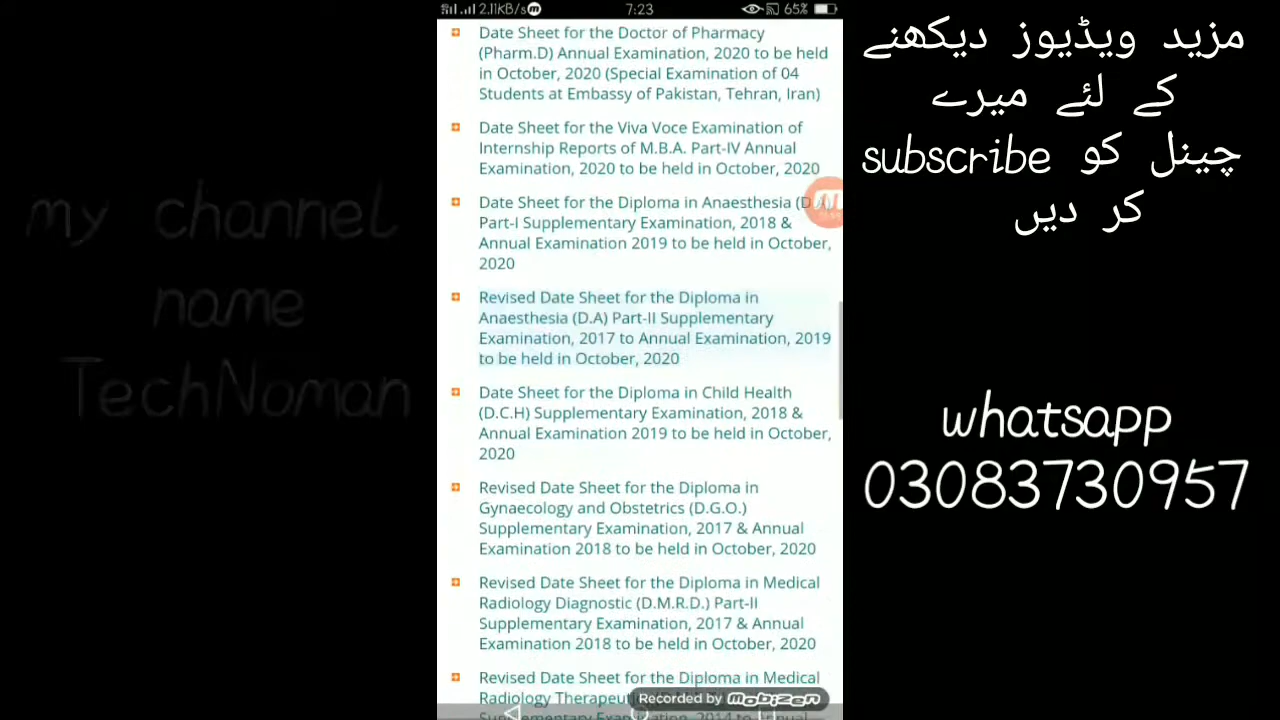 my channel
name
TechNoman
2.11KB/s
7:23
65%
Date Sheet for the Doctor of Pharmacy
(Pharm.D) Annual Examination, 2020 to be held
in October, 2020 (Special Examination of 04
Students at Embassy of Pakistan, Tehran, Iran)
Date Sheet for the Viva Voce Examination of
Internship Reports of M.B.A. Part-IV Annual
Examination, 2020 to be held in October, 2020
Date Sheet for the Diploma in Anaesthesia (D.A)
Part-I Supplementary Examination, 2018 &
Annual Examination 2019 to be held in October,
2020
Revised Date Sheet for the Diploma in
Anaesthesia (D.A) Part-II Supplementary
Examination, 2017 to Annual Examination, 2019
to be held in October, 2020
Date Sheet for the Diploma in Child Health
(D.C.H) Supplementary Examination, 2018 &
Annual Examination 2019 to be held in October,
2020
Revised Date Sheet for the Diploma in
Gynaecology and Obstetrics (D.G.O.)
Supplementary Examination, 2017 & Annual
Examination 2018 to be held in October, 2020
Revised Date Sheet for the Diploma in Medical
Radiology Diagnostic (D.M.R.D.) Part-II
Supplementary Examination, 2017 & Annual
Examination 2018 to be held in October, 2020
Revised Date Sheet for the Diploma in Medical
Radiology
Recorded by Mobizen
مزید ویڈیوز دیکھنے
کے لئے میرے
چینل کو subscribe
کر دیں
whatsapp
03083730957